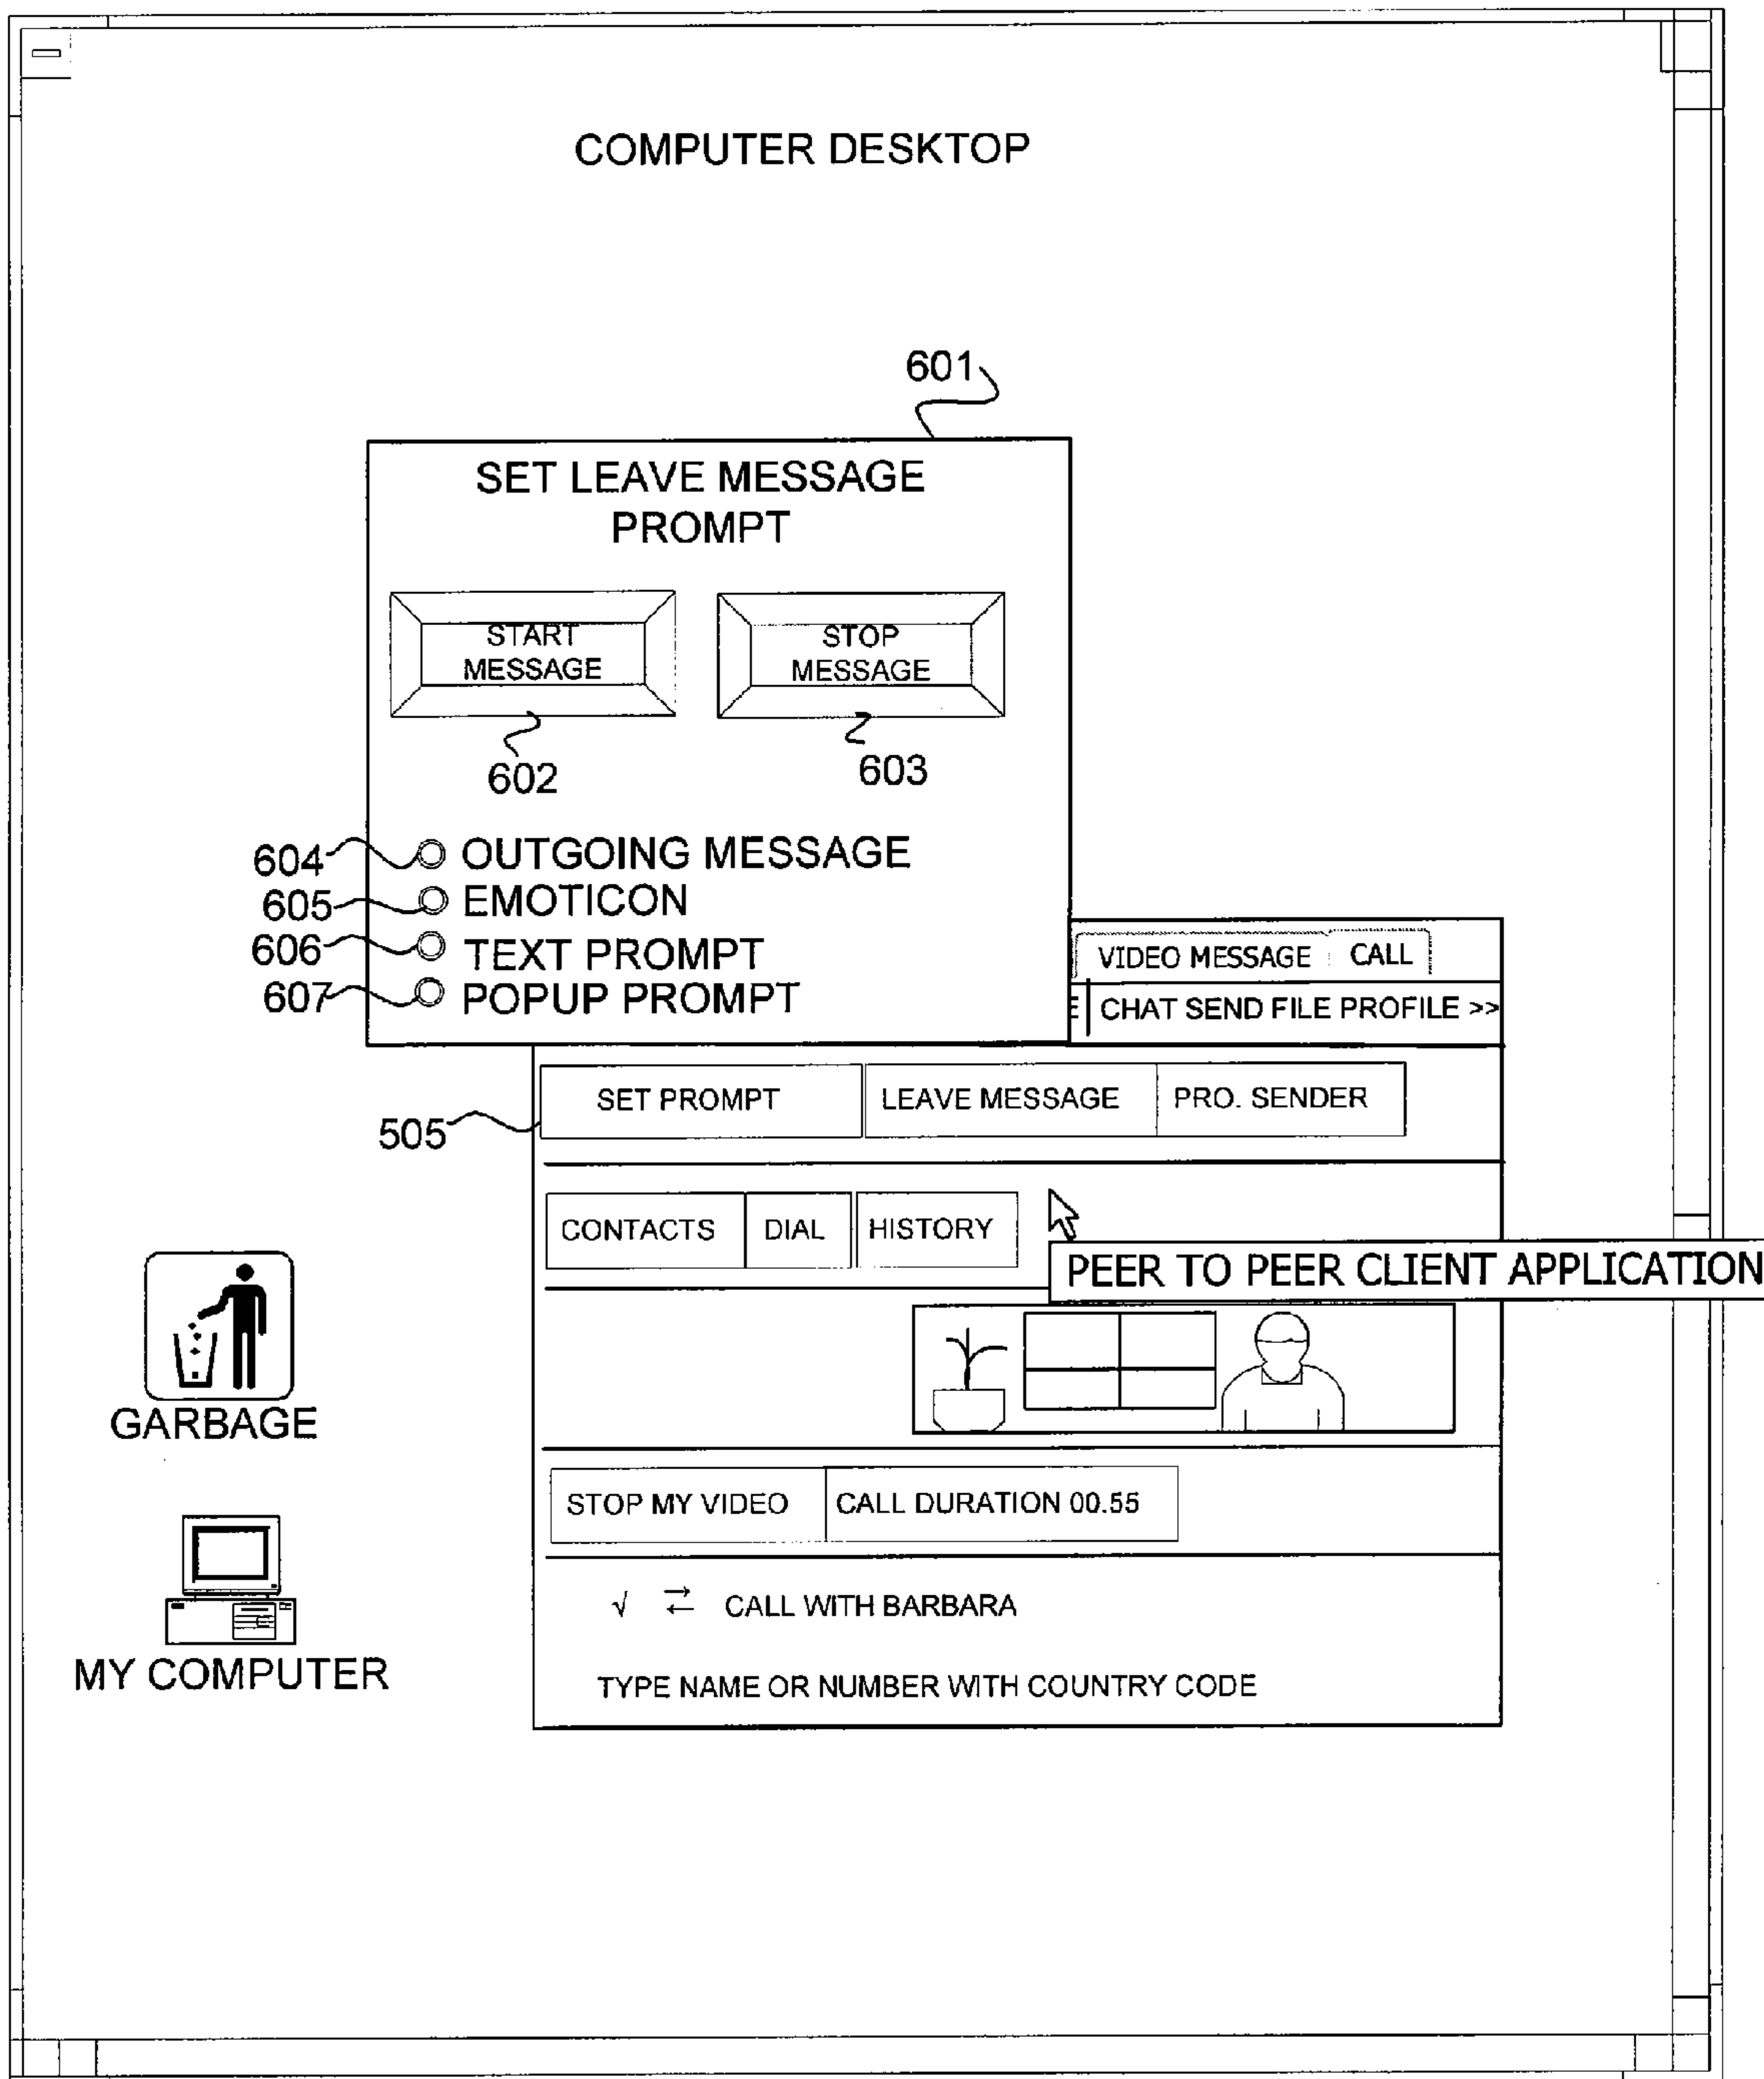 COMPUTER DESKTOP
601
SET LEAVE MESSAGE
PROMPT
START
MESSAGE
STOP
MESSAGE
602
603
604 OUTGOING MESSAGE
605 EMOTICON
606 TEXT PROMPT
607 POPUP PROMPT
VIDEO MESSAGE CALL
E CHAT SEND FILE PROFILE >>
505
SET PROMPT LEAVE MESSAGE PRO. SENDER
CONTACTS DIAL HISTORY
PEER TO PEER CLIENT APPLICATION
GARBAGE
STOP MY VIDEO CALL DURATION 00.55
√ ⇄ CALL WITH BARBARA
MY COMPUTER
TYPE NAME OR NUMBER WITH COUNTRY CODE